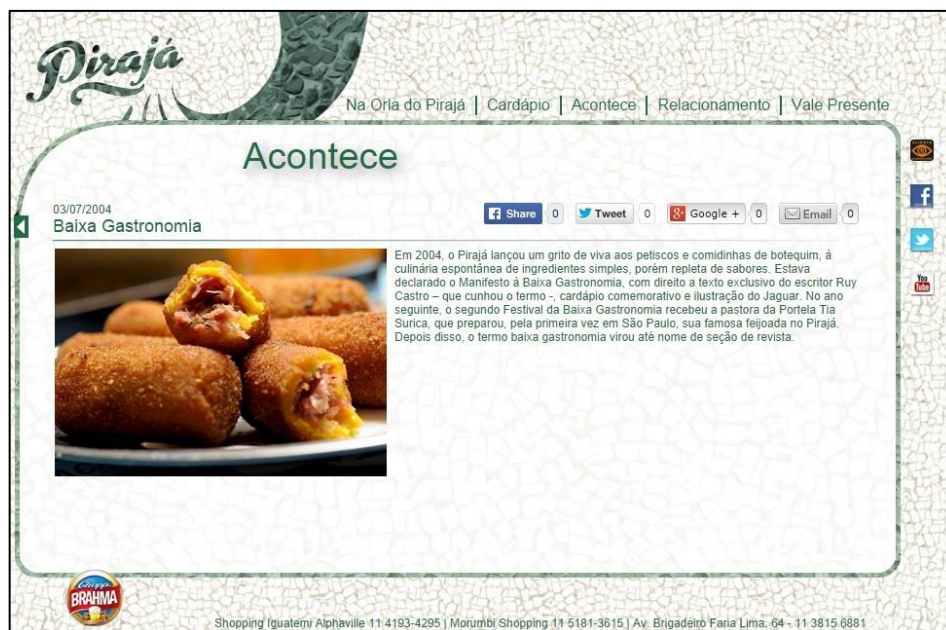 Pirajá
Na Orla do Pirajá | Cardápio | Acontece | Relacionamento | Vale Presente
Acontece
03/07/2004
Baixa Gastronomia
Share 0 Tweet 0 Google + 0 Email 0
Em 2004, o Pirajá lançou um grito de viva aos petiscos e comidinhas de botequim, à
culinária espontânea de ingredientes simples, porém repleta de sabores. Estava
declarado o Manifesto à Baixa Gastronomia, com direito a texto exclusivo do escritor Ruy
Castro – que cunhou o termo -, cardápio comemorativo e ilustração do Jaguar. No ano
seguinte, o segundo Festival da Baixa Gastronomia recebeu a pastora da Portela Tia
Surica, que preparou, pela primeira vez em São Paulo, sua famosa feijoada no Pirajá.
Depois disso, o termo baixa gastronomia virou até nome de seção de revista.
You
Tube
Chopp
BRAHMA
Shopping Iguatemi Alphaville 11 4193-4295 | Morumbi Shopping 11 5181-3615 | Av. Brigadeiro Faria Lima, 64 - 11 3815 6881